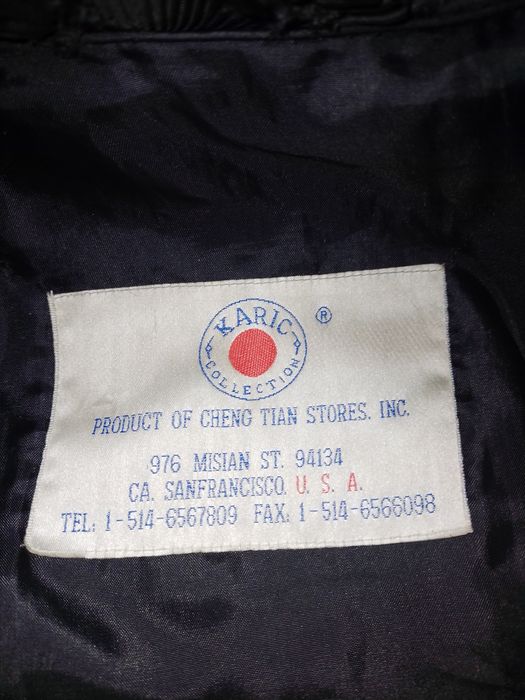 KARIC ®
COLLECTION
PRODUCT OF CHENG TIAN STORES. INC.
976 MISIAN ST. 94134
CA. SANFRANCISCO. U. S. A.
TEL: 1-514-6567809 FAX: 1-514-6566098